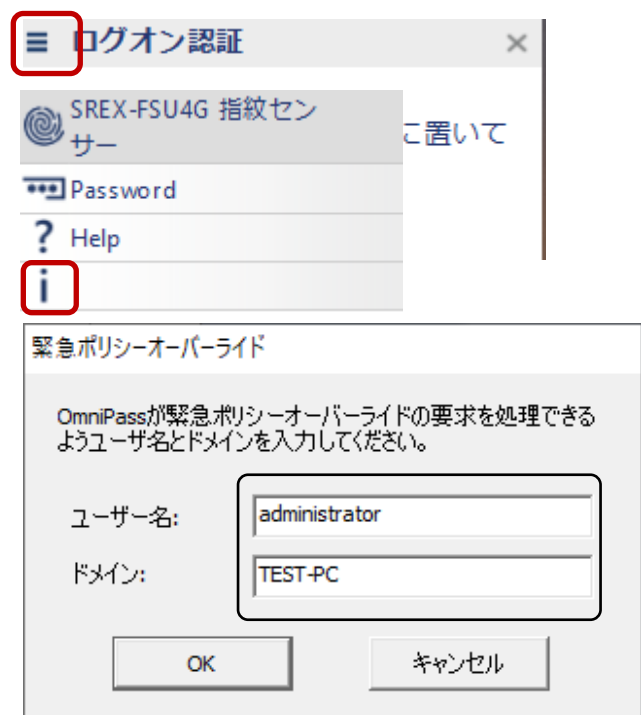 ログオン認証
SREX-FSU4G 指紋セン
サー
に置いて
Password
? Help
i
緊急ポリシーオーバーライド
OmniPassが緊急ポリシーオーバーライドの要求を処理できる
ようユーザ名とドメインを入力してください。
ユーザー名: administrator
ドメイン: TEST-PC
OK キャンセル